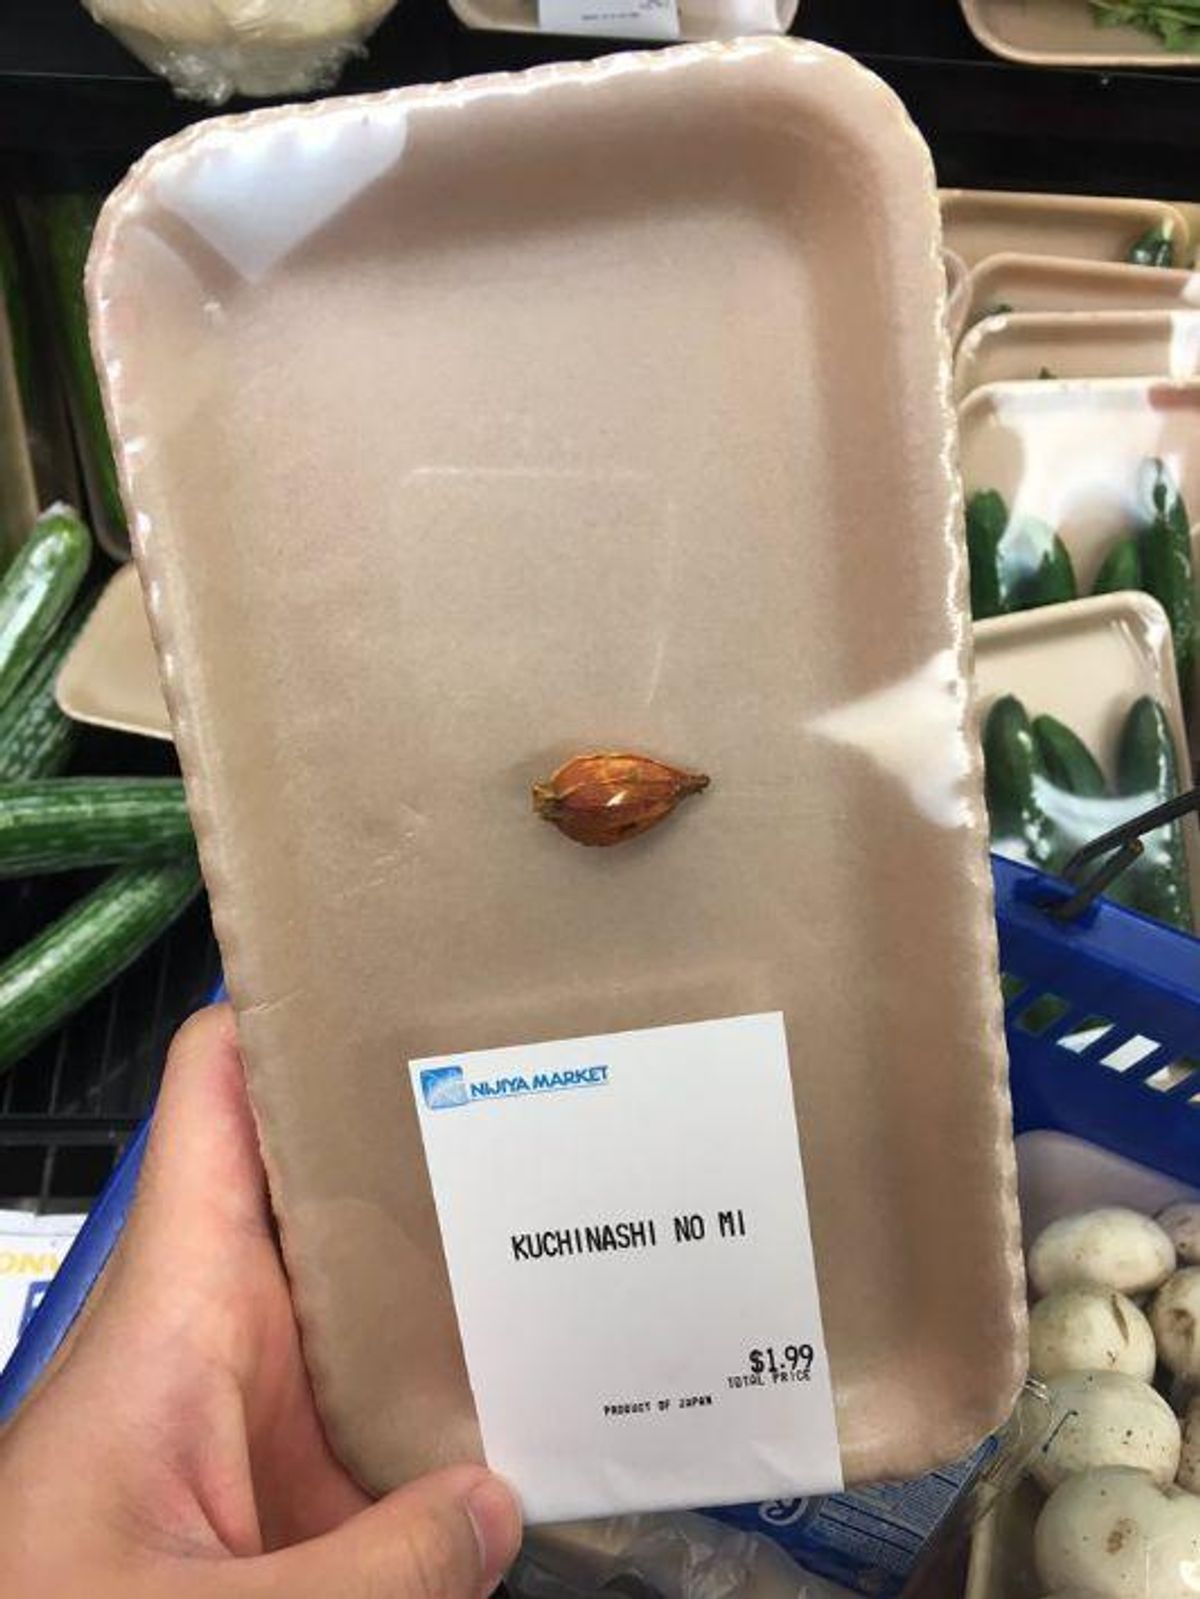 NIJIYA MARKET
KUCHINASHI NO MI
$1.99
TOTAL PRICE
PRODUCT OF JAPAN